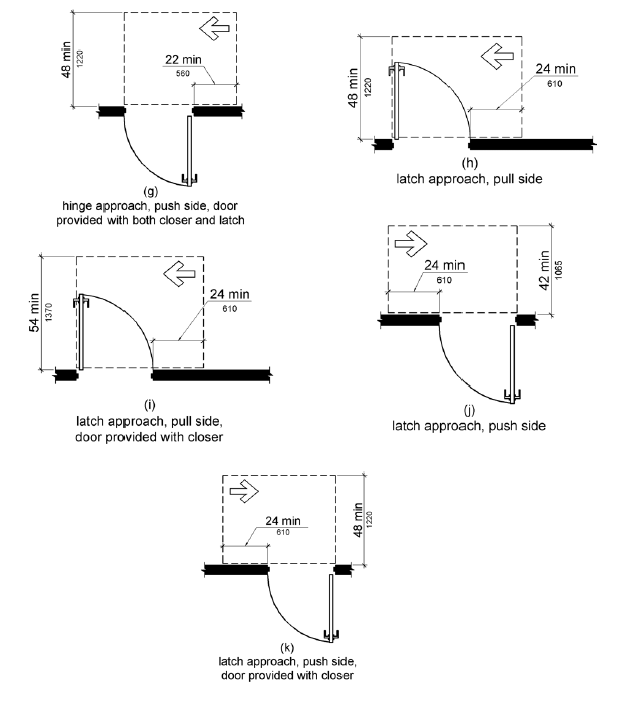 48 min
1220
22 min
560
(g)
hinge approach, push side, door
provided with both closer and latch
48 min
1220
24 min
610
(h)
latch approach, pull side
54 min
1370
24 min
610
(i)
latch approach, pull side,
door provided with closer
24 min
610
42 min
1065
(j)
latch approach, push side
24 min
610
48 min
1220
(k)
latch approach, push side,
door provided with closer